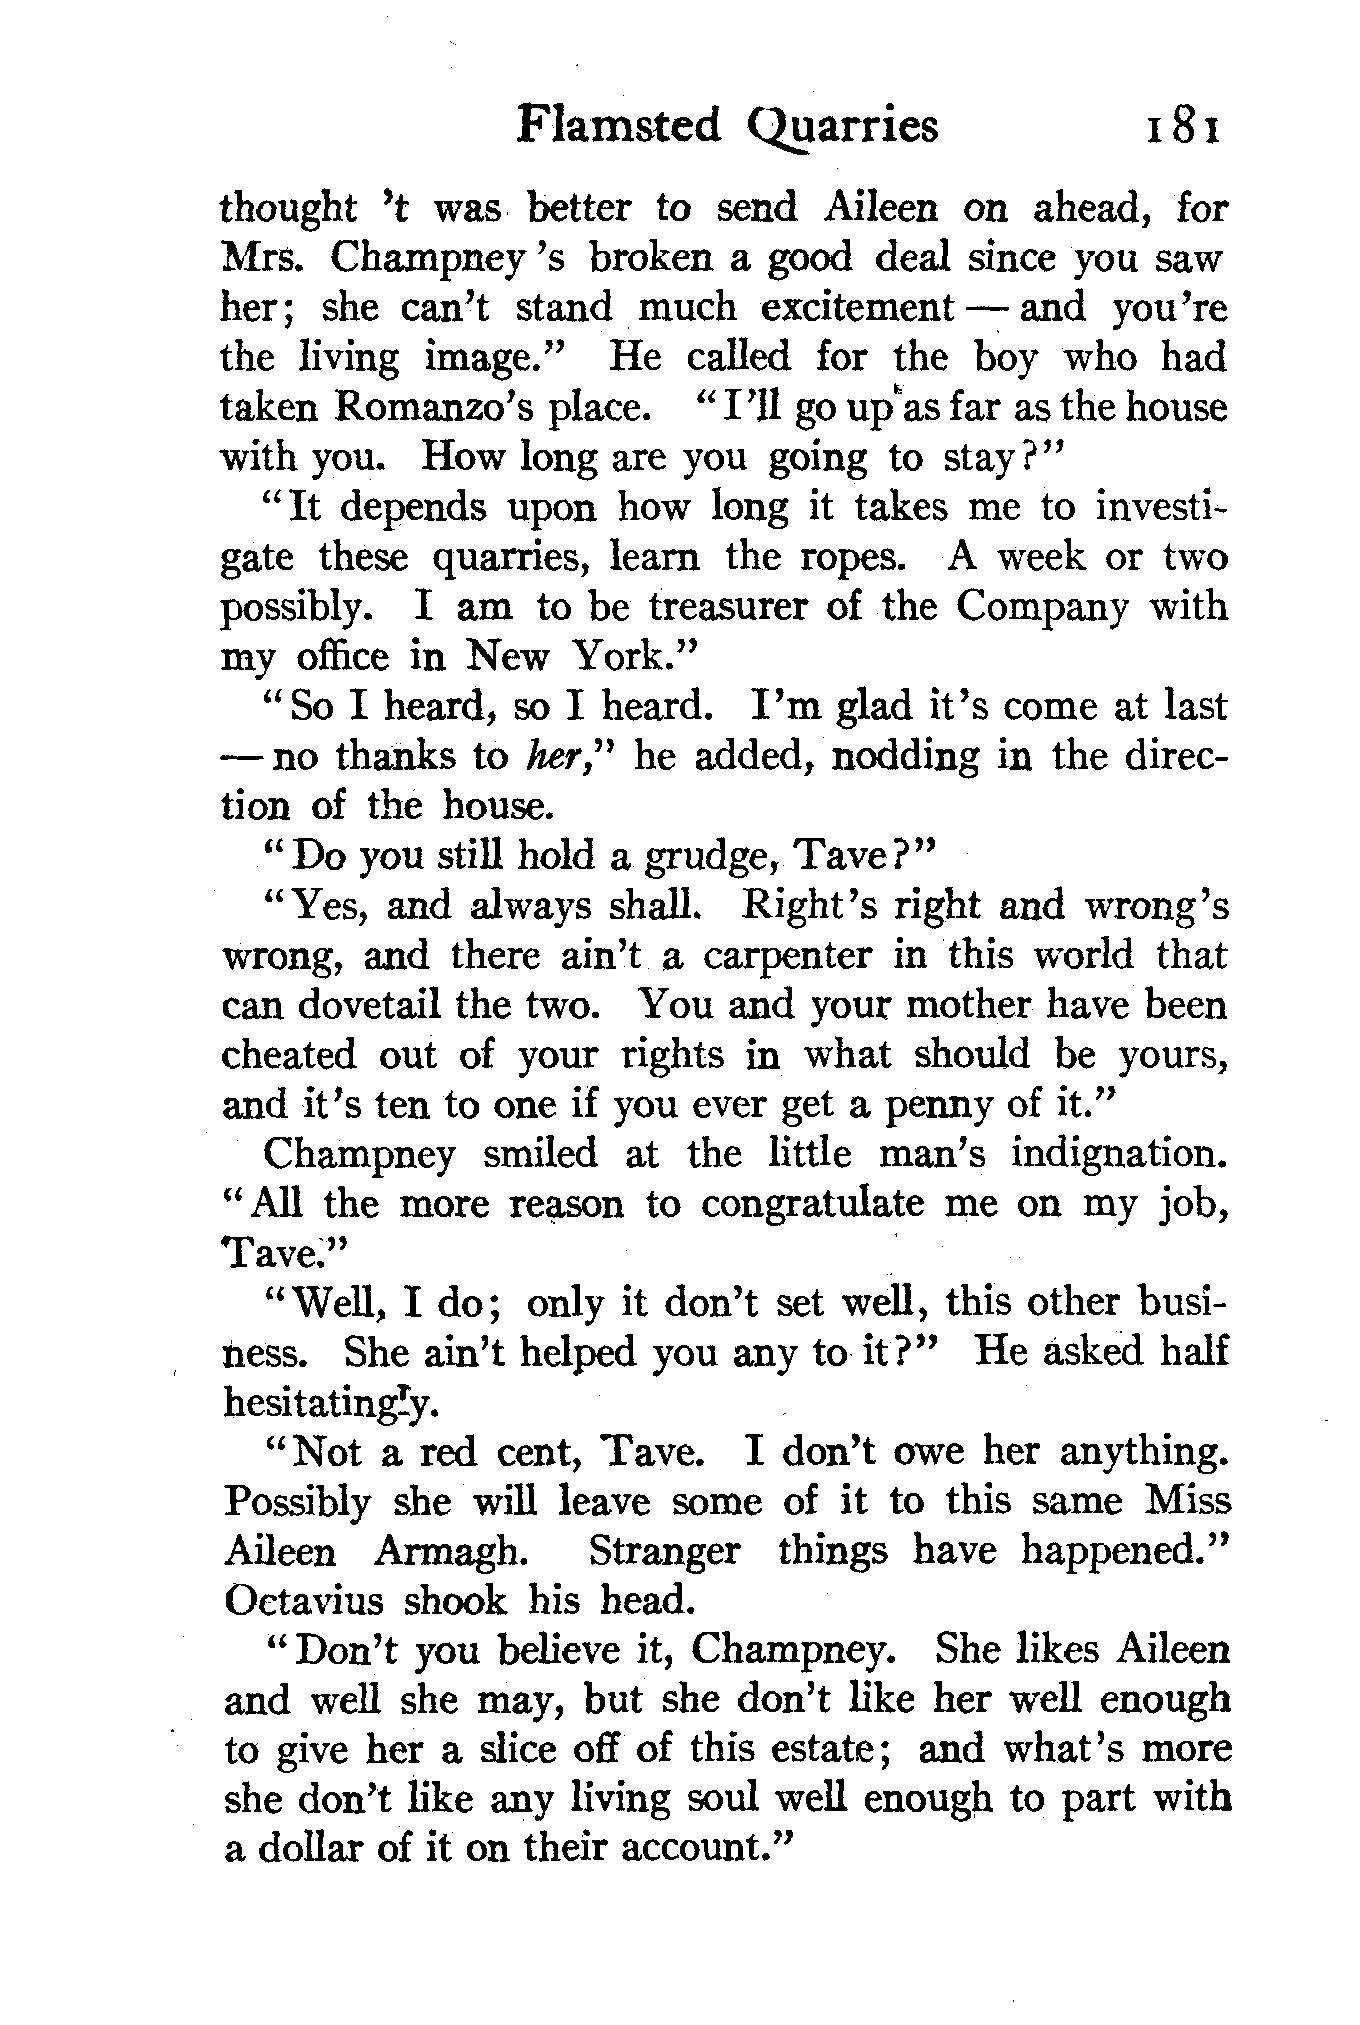 Flamsted Quarries 181
thought 't was better to send Aileen on ahead, for
Mrs. Champney 's broken a good deal since you saw
her; she can't stand much excitement — and you're
the living image." He called for the boy who had
taken Romanzo's place. "I'll go up as far as the house
with you. How long are you going to stay?"
"It depends upon how long it takes me to investi-
gate these quarries, learn the ropes. A week or two
possibly. I am to be treasurer of the Company with
my office in New York."
"So I heard, so I heard. I'm glad it's come at last
— no thanks to her," he added, nodding in the direc-
tion of the house.
"Do you still hold a grudge, Tave?"
"Yes, and always shall. Right's right and wrong's
wrong, and there ain't a carpenter in this world that
can dovetail the two. You and your mother have been
cheated out of your rights in what should be yours,
and it's ten to one if you ever get a penny of it."
Champney smiled at the little man's indignation.
"All the more reason to congratulate me on my job,
Tave."
"Well, I do; only it don't set well, this other busi-
ness. She ain't helped you any to it?" He asked half
hesitatingly.
"Not a red cent, Tave. I don't owe her anything.
Possibly she will leave some of it to this same Miss
Aileen Armagh. Stranger things have happened."
Octavius shook his head.
"Don't you believe it, Champney. She likes Aileen
and well she may, but she don't like her well enough
to give her a slice off of this estate; and what's more
she don't like any living soul well enough to part with
a dollar of it on their account."